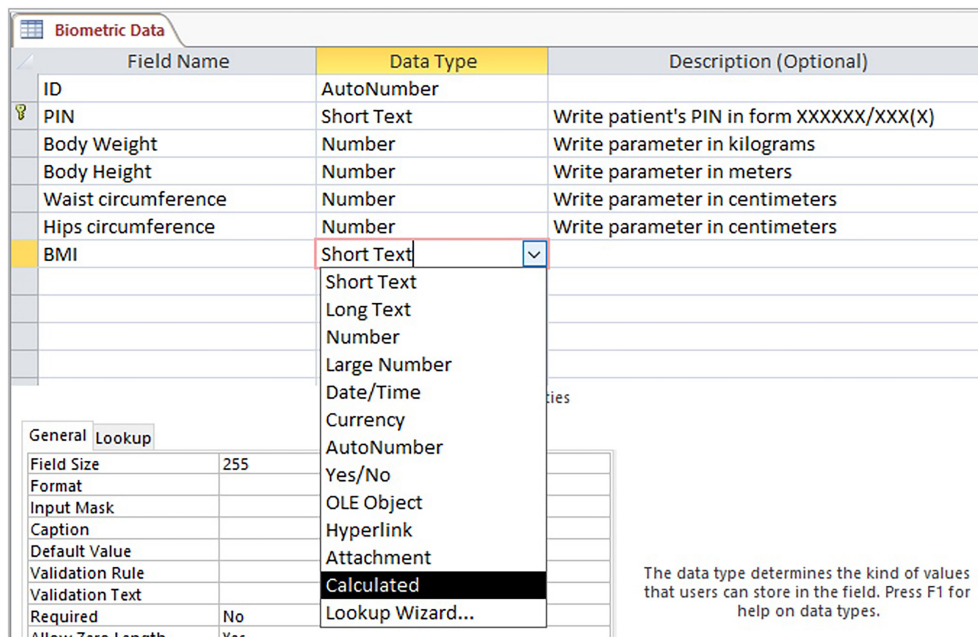 Biometric Data
Field Name Data Type Description (Optional)
ID AutoNumber
PIN Short Text Write patient's PIN in form XXXXXX/XXX(X)
Body Weight Number Write parameter in kilograms
Body Height Number Write parameter in meters
Waist circumference Number Write parameter in centimeters
Hips circumference Number Write parameter in centimeters
BMI Short Text
Short Text
Long Text
Number
Large Number
Date/Time
Currency
AutoNumber
Yes/No
OLE Object
Hyperlink
Attachment
Calculated
Lookup Wizard...
ties
General Lookup
Field Size 255
Format
Input Mask
Caption
Default Value
Validation Rule
Validation Text
Required No
Allow Zero Length Yes
The data type determines the kind of values
that users can store in the field. Press F1 for
help on data types.